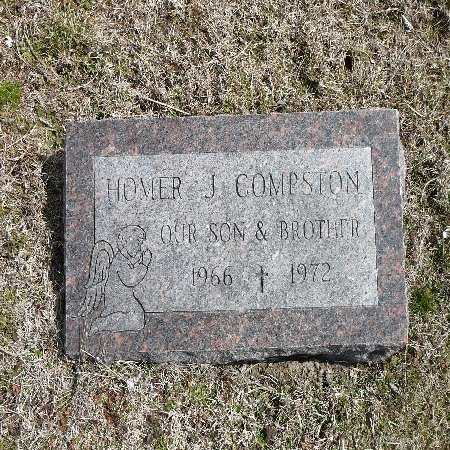 HOMER J COMPSTON
OUR SON & BROTHER
1966 † 1972